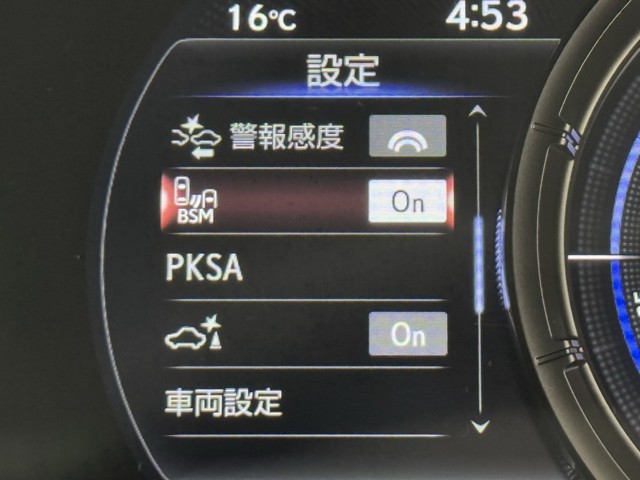 16℃ 4:53
設定
警報感度
BSM On
PKSA
On
車両設定